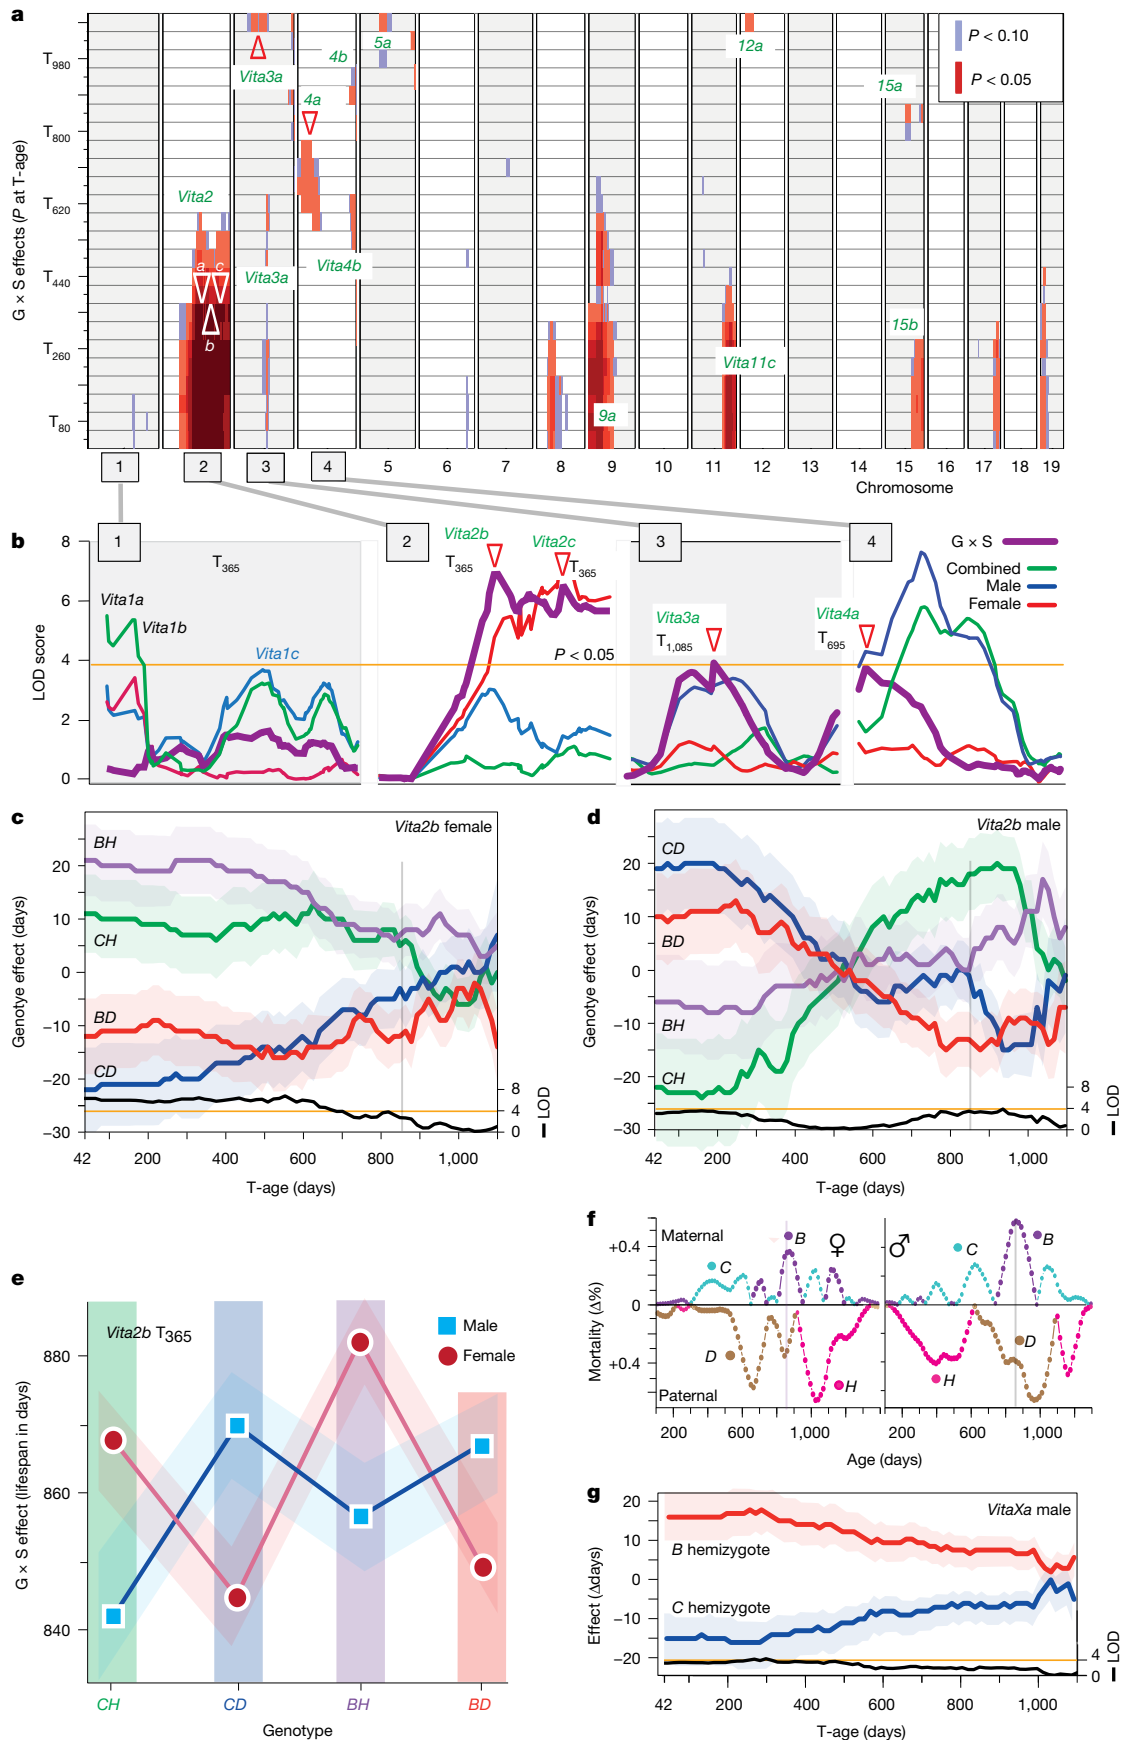 a
P < 0.10
P < 0.05
Vita3a
4b
4a
5a
12a
15a
Vita2
a c
b
Vita3a
Vita4b
9a
Vita11c
15b
G × S effects (P at T-age)
T980
T800
T620
T440
T260
T80
1 2 3 4 5 6 7 8 9 10 11 12 13 14 15 16 17 18 19
Chromosome
b
1 2 3 4
LOD score
8
6
4
2
0
T365
Vita1a
Vita1b
Vita1c
Vita2b
T365
Vita2c
T365
P < 0.05
Vita3a
T1,085
Vita4a
T695
G × S
Combined
Male
Female
c
Vita2b female
Genotye effect (days)
20
10
0
−10
−20
−30
BH
CH
BD
CD
8
4
0
LOD
42 200 400 600 800 1,000
T-age (days)
d
Vita2b male
Genotye effect (days)
20
10
0
−10
−20
−30
CD
BD
BH
CH
8
4
0
LOD
42 200 400 600 800 1,000
T-age (days)
e
Vita2b T365
Male
Female
G × S effect (lifespan in days)
880
860
840
CH CD BH BD
Genotype
f
Maternal
Paternal
Mortality (Δ%)
+0.4
0
+0.4
C
B
♀
D
H
♂
C
B
D
H
200 600 1,000 200 600 1,000
Age (days)
g
VitaXa male
Effect (Δdays)
20
10
0
−10
−20
B hemizygote
C hemizygote
4
0
LOD
42 200 400 600 800 1,000
T-age (days)